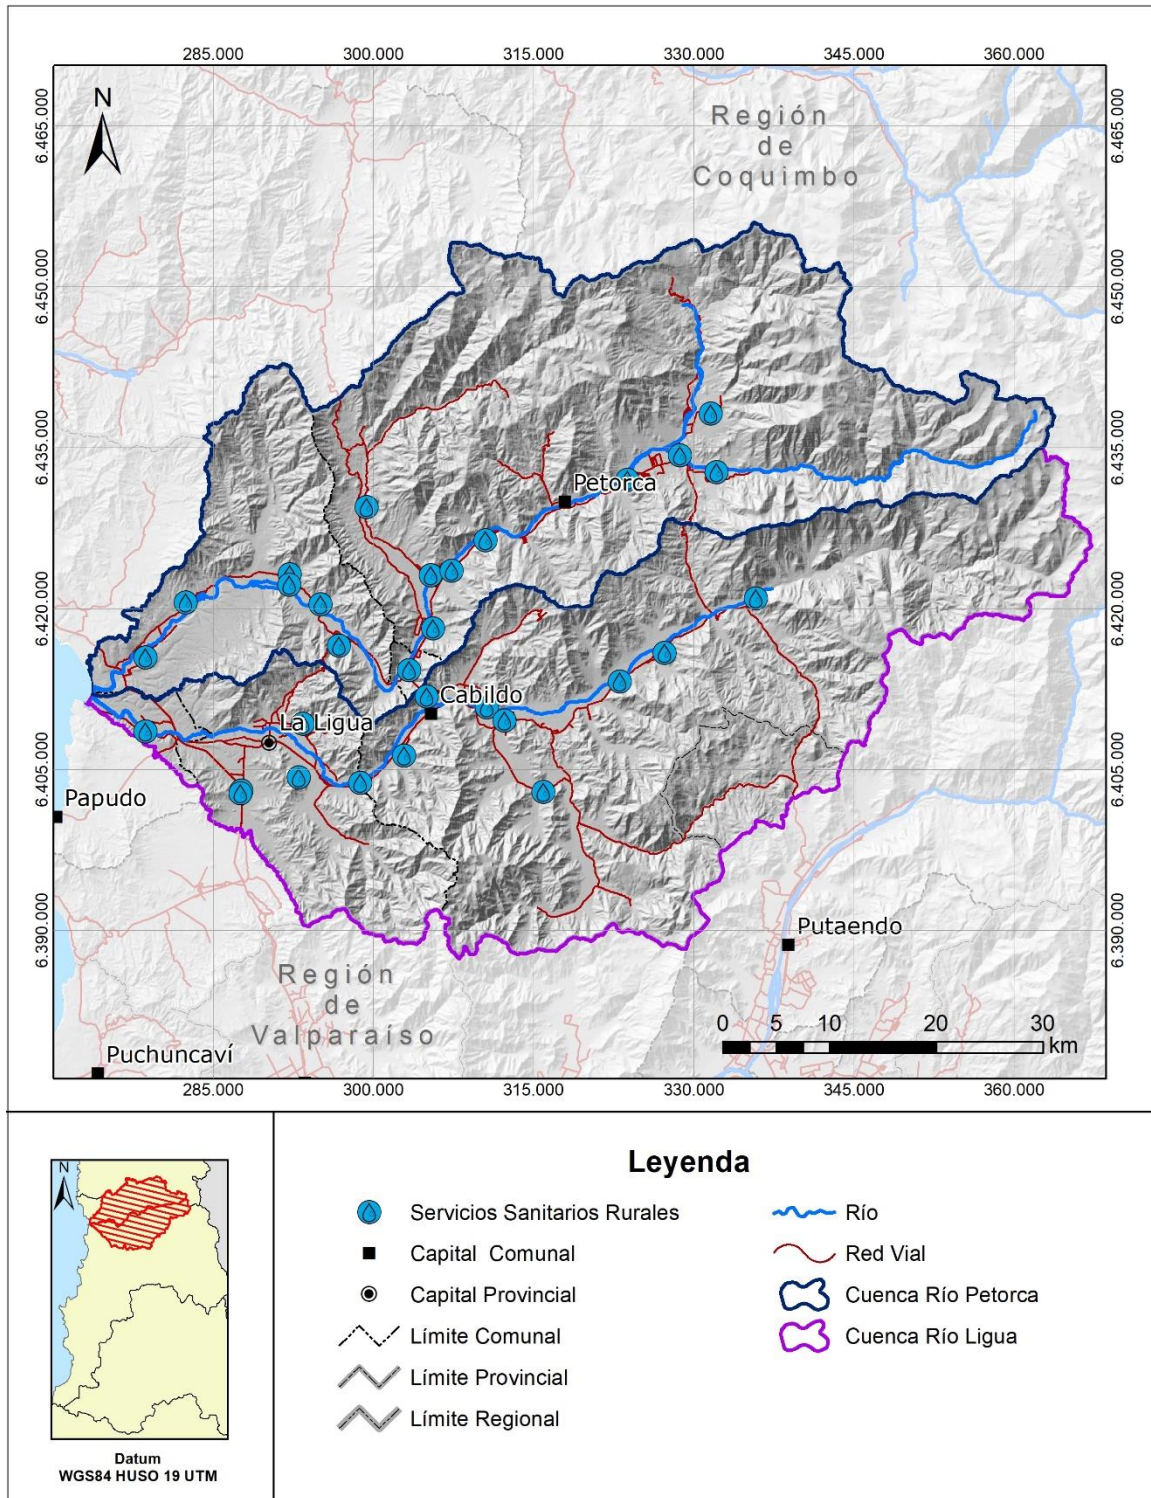 285.000 300.000 315.000 330.000 345.000 360.000
N
6.465.000
6.465.000
Región
de
Coquimbo
6.450.000
6.450.000
6.435.000
6.435.000
Petorca
6.420.000
6.420.000
Cabildo
La Ligua
6.405.000
6.405.000
Papudo
6.390.000
6.390.000
Putaendo
Región
de
Valparaíso
0 5 10 20 30
km
Puchuncaví
285.000 300.000 315.000 330.000 345.000 360.000
N
Datum
WGS84 HUSO 19 UTM
Leyenda
Servicios Sanitarios Rurales
Capital Comunal
Capital Provincial
Límite Comunal
Límite Provincial
Límite Regional
Río
Red Vial
Cuenca Río Petorca
Cuenca Río Ligua